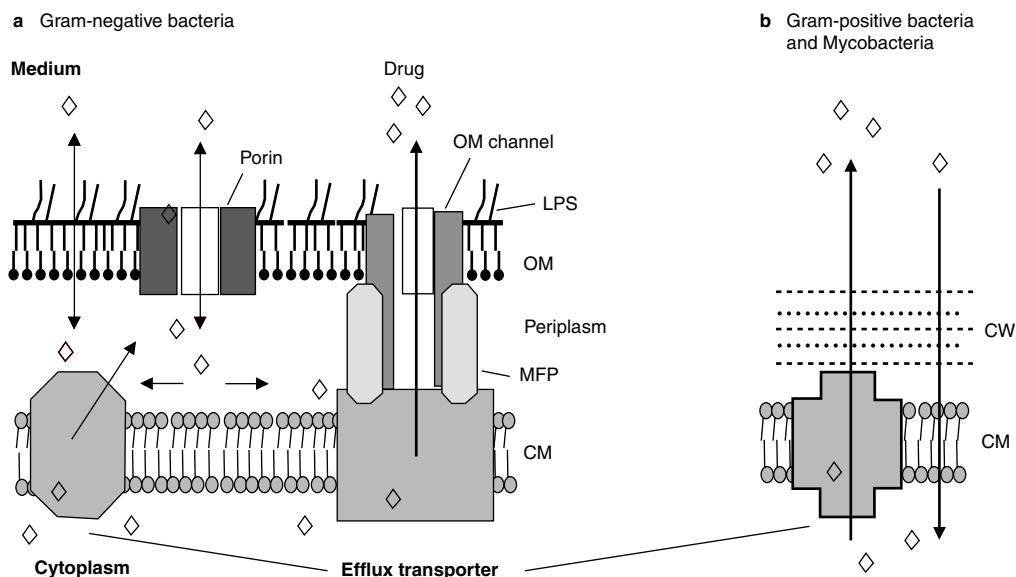 a Gram-negative bacteria
Medium
Drug
OM channel
Porin
LPS
OM
Periplasm
MFP
CM
Cytoplasm
Efflux transporter
b Gram-positive bacteria
and Mycobacteria
CW
CM